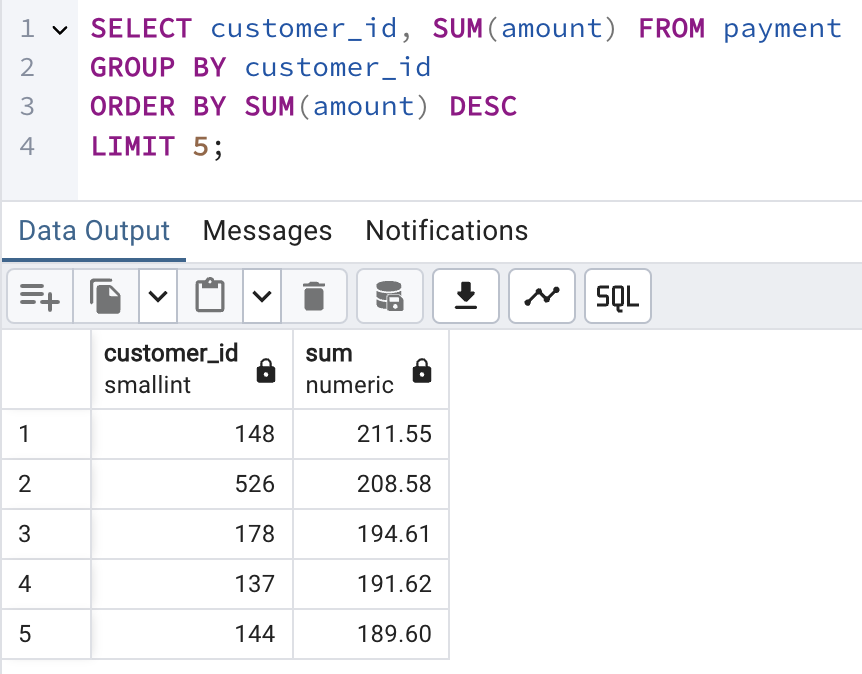 1 SELECT customer_id, SUM(amount) FROM payment
2 GROUP BY customer_id
3 ORDER BY SUM(amount) DESC
4 LIMIT 5;
Data Output Messages Notifications
SQL
customer_id sum
smallint numeric
1 148 211.55
2 526 208.58
3 178 194.61
4 137 191.62
5 144 189.60